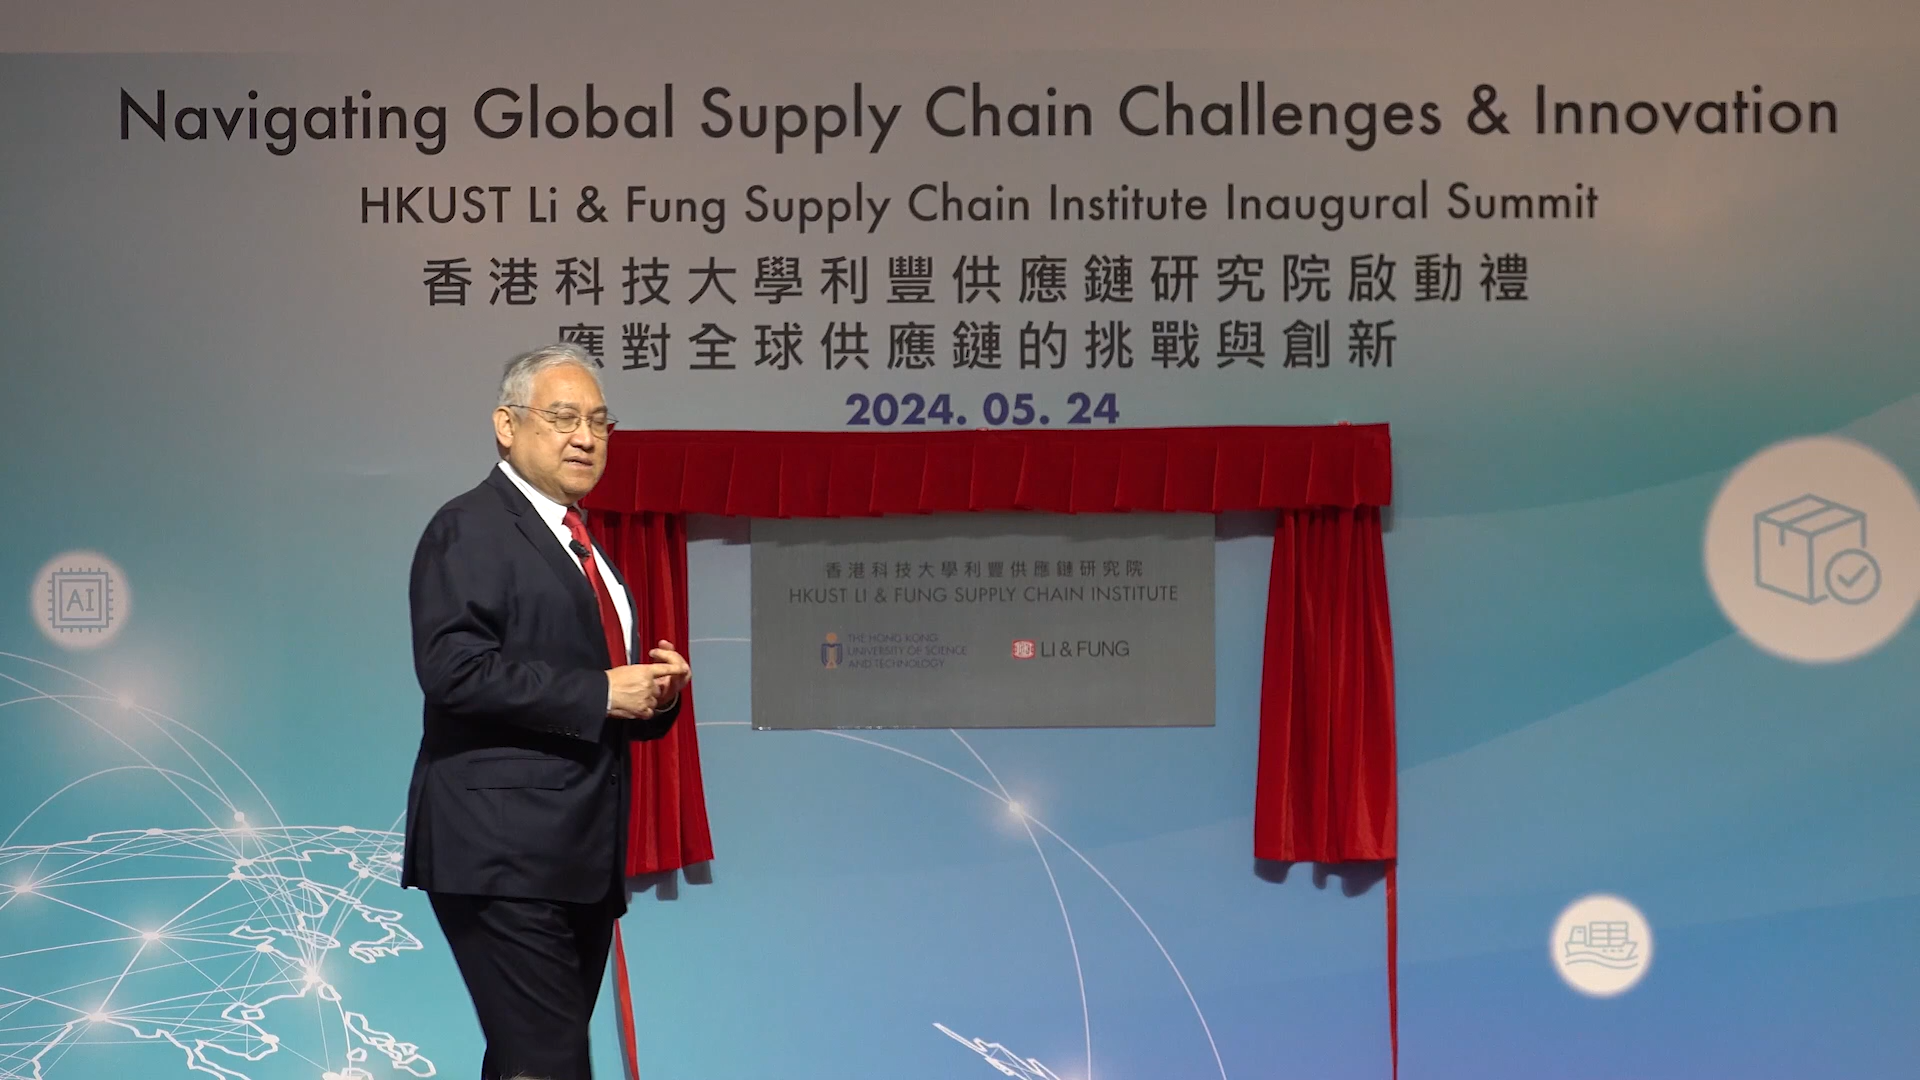 Navigating Global Supply Chain Challenges & Innovation
HKUST Li & Fung Supply Chain Institute Inaugural Summit
香港科技大學利豐供應鏈研究院啟動禮
應對全球供應鏈的挑戰與創新
2024. 05. 24
香港科技大學利豐供應鏈研究院
HKUST LI & FUNG SUPPLY CHAIN INSTITUTE
THE HONG KONG
UNIVERSITY OF SCIENCE
AND TECHNOLOGY
LI & FUNG
AI